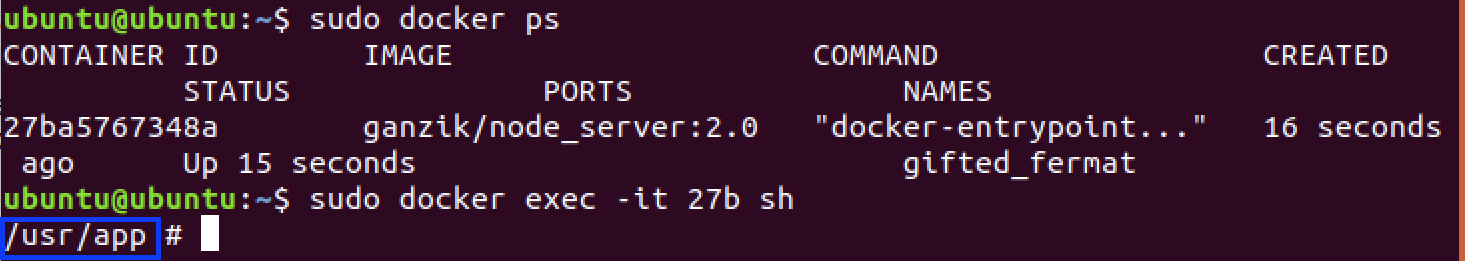 ubuntu@ubuntu:~$ sudo docker ps
CONTAINER ID        IMAGE                    COMMAND                  CREATED
          STATUS              PORTS               NAMES
27ba5767348a        ganzik/node_server:2.0   "docker-entrypoint..."   16 seconds
 ago      Up 15 seconds                           gifted_fermat
ubuntu@ubuntu:~$ sudo docker exec -it 27b sh
/usr/app #